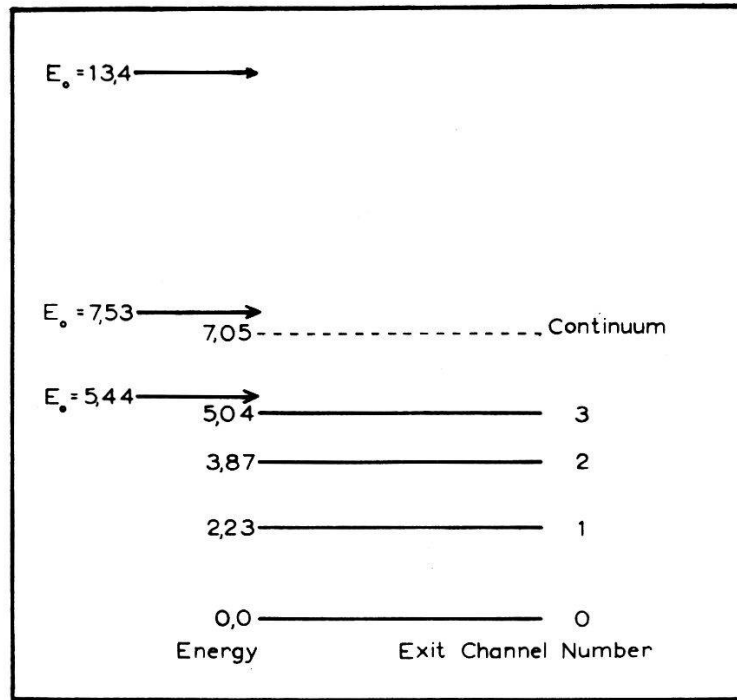 E₀ = 13,4
E₀ = 7,53
7,05 Continuum
E₀ = 5,44
5,04 3
3,87 2
2,23 1
0,0 0
Energy Exit Channel Number